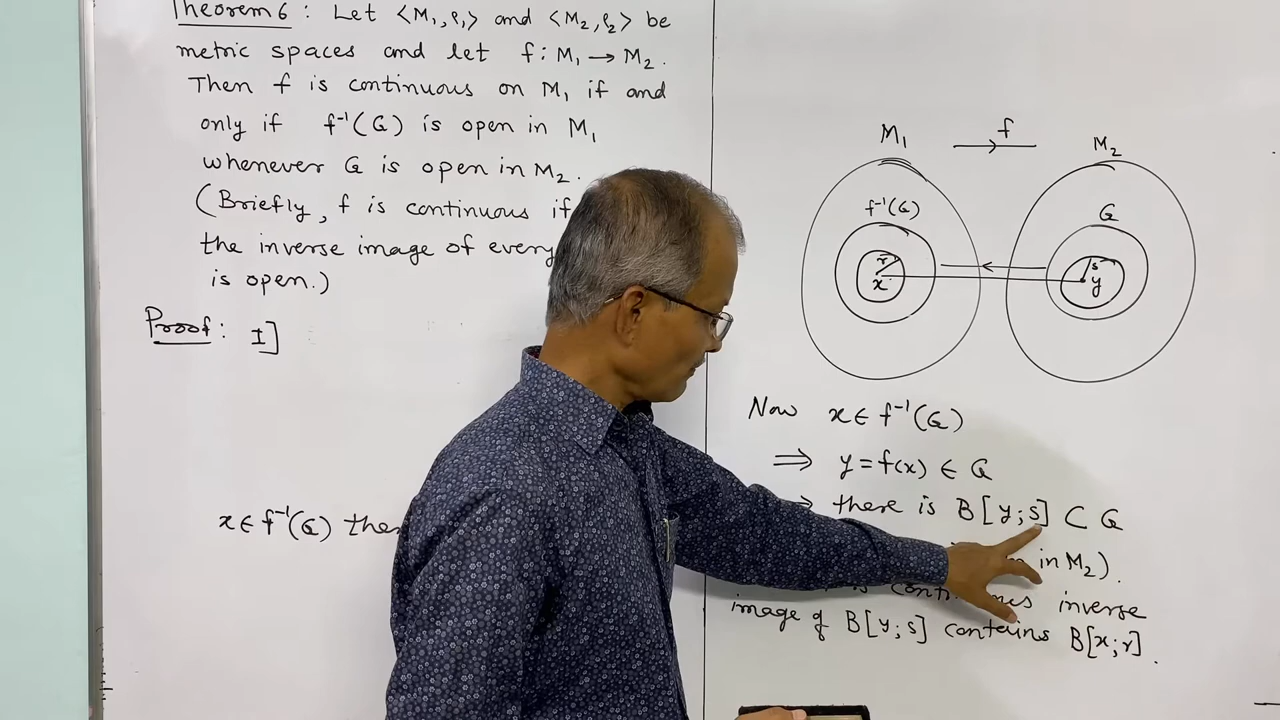 Theorem 6 : Let <M₁, ρ₁> and <M₂, ρ₂> be
metric spaces and let f : M₁ → M₂.
Then f is continuous on M₁ if and
only if f⁻¹(G) is open in M₁
whenever G is open in M₂.
(Briefly, f is continuous if
the inverse image of every
is open.)
Proof : I]
x ∈ f⁻¹(G) then
M₁ f M₂
f⁻¹(G) G
r s
x y
Now x ∈ f⁻¹(G)
⇒ y = f(x) ∈ G
⇒ there is B[y; s] ⊂ G
in M₂).
is inverse
image of B[y; s] contains B[x; r].